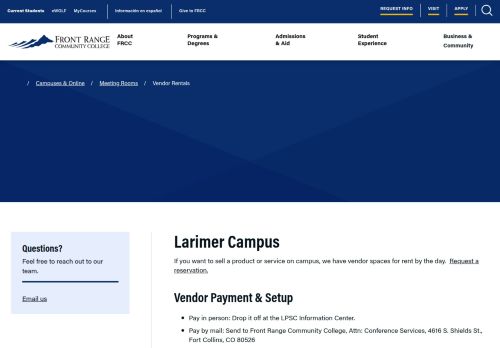 Current Students eWOLF MyCourses Información en español Give to FRCC REQUEST INFO VISIT APPLY
FRONT RANGE
COMMUNITY COLLEGE
About
FRCC
Programs &
Degrees
Admissions
& Aid
Student
Experience
Business &
Community
/ Campuses & Online / Meeting Rooms / Vendor Rentals
Questions?
Feel free to reach out to our
team.
Email us
Larimer Campus
If you want to sell a product or service on campus, we have vendor spaces for rent by the day. Request a
reservation.
Vendor Payment & Setup
• Pay in person: Drop it off at the LPSC Information Center.
• Pay by mail: Send to Front Range Community College, Attn: Conference Services, 4616 S. Shields St.,
Fort Collins, CO 80526